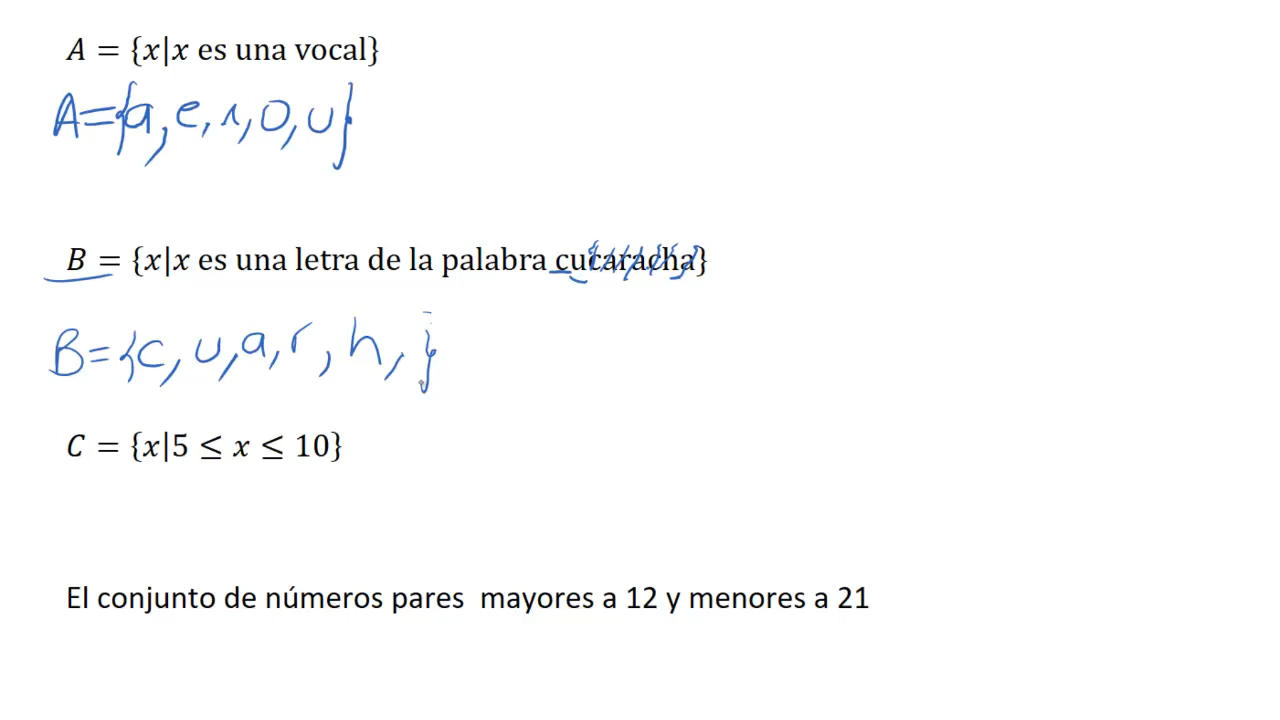 A = {x|x es una vocal}
A={a, e, i, o, u}
B = {x|x es una letra de la palabra cucaracha}
B={c, u, a, r, h, }
C = {x|5 ≤ x ≤ 10}
El conjunto de números pares mayores a 12 y menores a 21